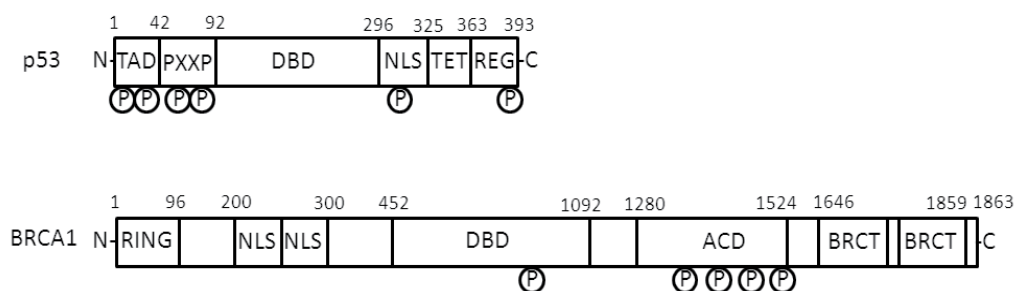 1 42 92 296 325 363 393
p53 N- TAD PXXP DBD NLS TET REG -C
P P P P P P
1 96 200 300 452 1092 1280 1524 1646 1859 1863
BRCA1 N- RING NLS NLS DBD ACD BRCT BRCT -C
P P P P P